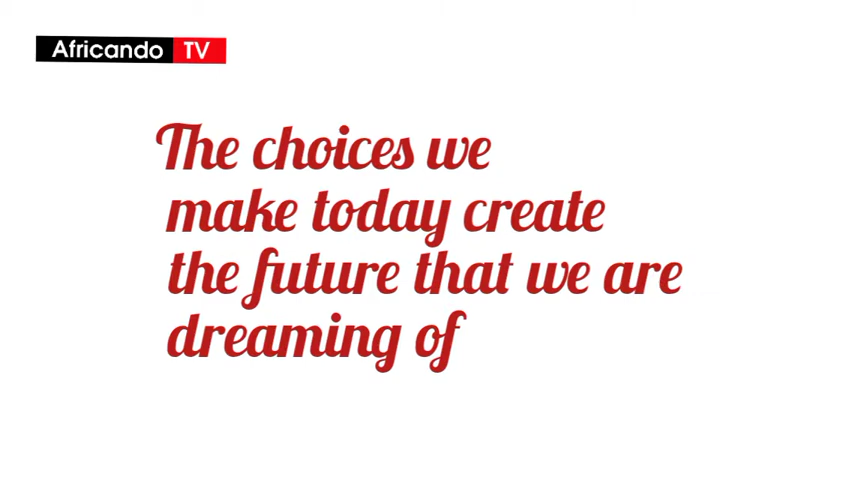 Africando TV
The choices we
make today create
the future that we are
dreaming of